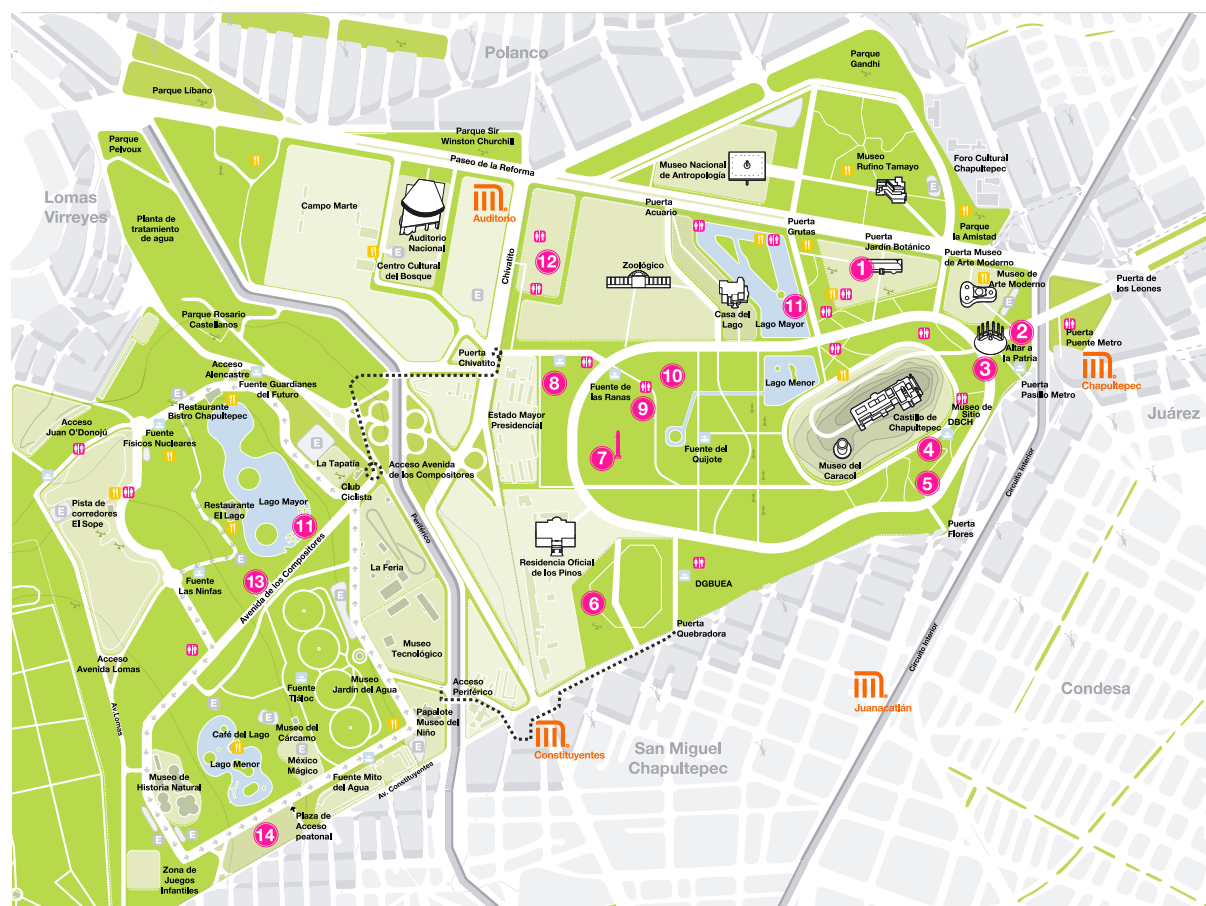 Polanco
Parque
Gandhi
Parque Líbano
Parque Sir
Winston Churchill
Parque
Pelvoux
Paseo de la Reforma
Museo Nacional
de Antropología
Museo
Rufino Tamayo
Foro Cultural
Chapultepec
E
Lomas
Virreyes
Campo Marte
Auditorio
Auditorio
Nacional
Puerta
Acuario
Puerta
Grutas
Parque
la Amistad
Planta de
tratamiento
de agua
Puerta
Jardín Botánico
Puerta Museo
de Arte Moderno
E
Centro Cultural
del Bosque
Chivatito
12
Zoológico
1
Museo de
Arte Moderno
Puerta de
los Leones
E
Casa del
Lago
11
Lago Mayor
Parque Rosario
Castellanos
2
Altar a
la Patria
Puerta
Puente Metro
Puerta
Chivatito
Acceso
Alencastre
Fuente Guardianes
del Futuro
8
Fuente de
las Ranas
10
Lago Menor
3
Chapultepec
Puerta
Pasillo Metro
Restaurante
Bistro Chapultepec
9
Castillo de
Chapultepec
Museo de
Sitio
DBCH
Juárez
Estado Mayor
Presidencial
Acceso
Juan O'Donojú
Fuente
Físicos Nucleares
E
7
Fuente del
Quijote
4
La Tapatía
Acceso Avenida
de los Compositores
Museo del
Caracol
Club
Ciclista
5
Pista de
corredores
El Sope
E
Restaurante
El Lago
Lago Mayor
11
Periférico
Circuito Interior
Puerta
Flores
Residencia Oficial
de los Pinos
La Feria
Fuente
Las Ninfas
13
Avenida de los Compositores
E
DGBUEA
6
Puerta
Quebradora
Museo
Tecnológico
Circuito Interior
Acceso
Avenida Lomas
Fuente
Tláloc
Museo
Jardín del Agua
Acceso
Periférico
Juanacatlán
Condesa
Av.Lomas
E
Café del Lago
Museo del
Cárcamo
Papalote
Museo del
Niño
E
E
Constituyentes
San Miguel
Chapultepec
Lago Menor
México
Mágico
Museo de
Historia Natural
Fuente Mito
del Agua
Av. Constituyentes
Plaza de
Acceso
peatonal
14
E
E
Zona de
Juegos
Infantiles